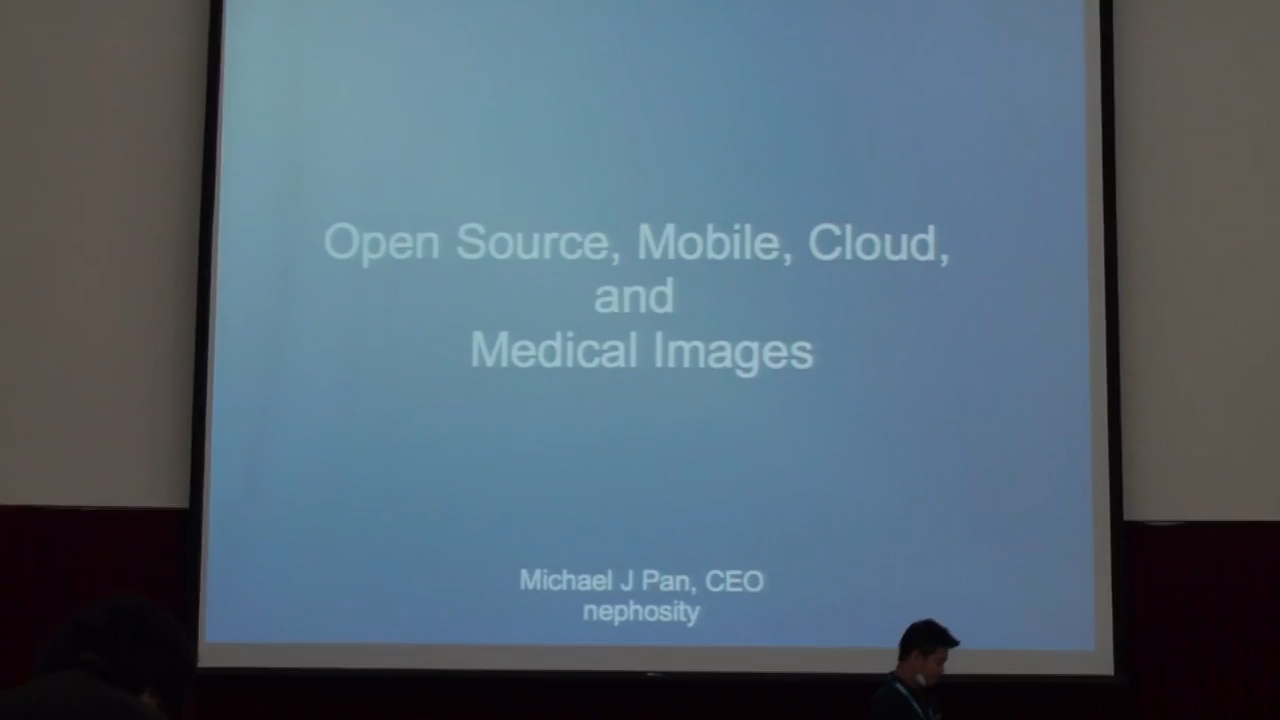 Open Source, Mobile, Cloud,
and
Medical Images
Michael J Pan, CEO
nephosity